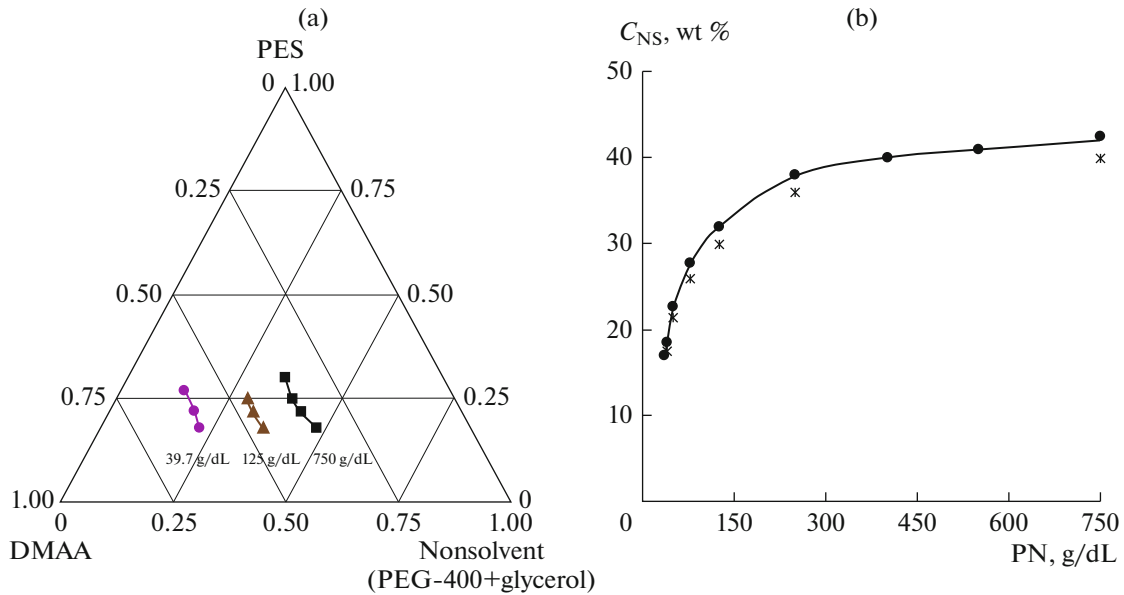 (a)
PES
0 1.00
0.25 0.75
0.50 0.50
0.75 0.25
39.7 g/dL 125 g/dL 750 g/dL
1.00 0
0 0.25 0.50 0.75 1.00
DMAA Nonsolvent
(PEG-400+glycerol)
(b)
C_NS, wt %
50
40
30
20
10
0 150 300 450 600 750
PN, g/dL